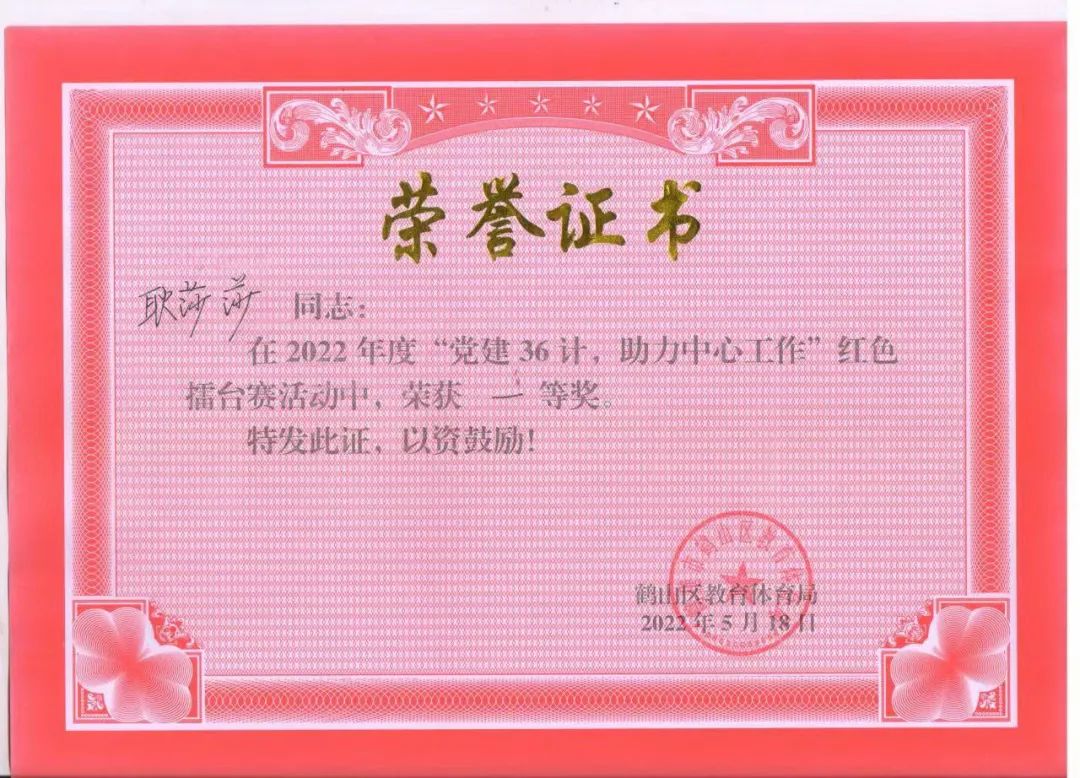 荣誉证书
耿莎莎 同志：
在 2022 年度“党建 36 计，助力中心工作”红色
擂台赛活动中，荣获 一 等奖。
特发此证，以资鼓励！
鹤山区教育体育局
2022 年 5 月 18 日